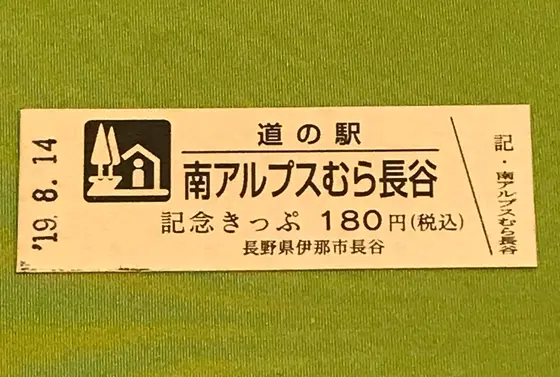 '19. 8. 14
道の駅
南アルプスむら長谷
記念きっぷ 180円(税込)
長野県伊那市長谷
記・南アルプスむら長谷